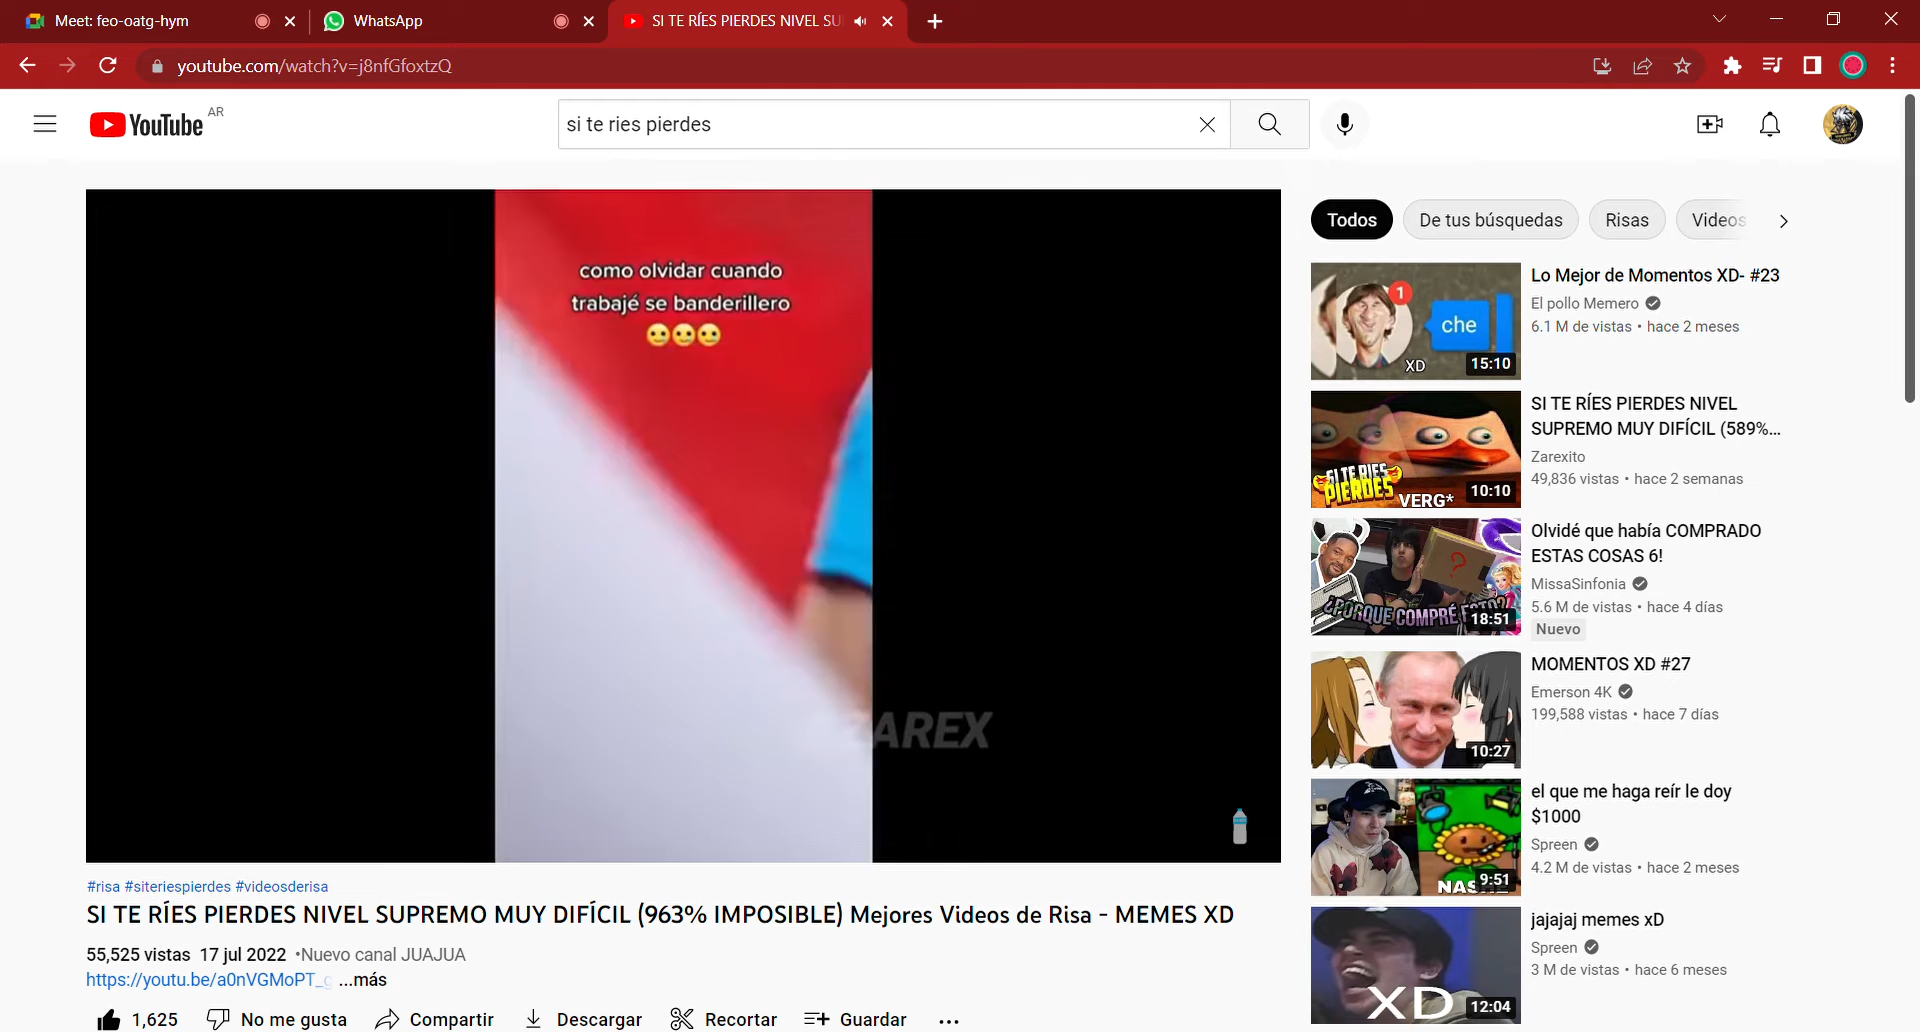 Meet: feo-oatg-hym
WhatsApp
SI TE RÍES PIERDES NIVEL SU
youtube.com/watch?v=j8nfGfoxtzQ
YouTube AR
si te ries pierdes
como olvidar cuando
trabajé se banderillero
AREX
#risa #siteriespierdes #videosderisa
SI TE RÍES PIERDES NIVEL SUPREMO MUY DIFÍCIL (963% IMPOSIBLE) Mejores Videos de Risa - MEMES XD
55,525 vistas 17 jul 2022 •Nuevo canal JUAJUA
https://youtu.be/a0nVGMoPT_g ...más
1,625 No me gusta Compartir Descargar Recortar Guardar
Todos De tus búsquedas Risas Videos
1
che
XD
15:10
Lo Mejor de Momentos XD- #23
El pollo Memero
6.1 M de vistas • hace 2 meses
SI TE RIES
PIERDES
VERG*
10:10
SI TE RÍES PIERDES NIVEL
SUPREMO MUY DIFÍCIL (589%...
Zarexito
49,836 vistas • hace 2 semanas
?
¿PORQUE COMPRÉ ESTO?
18:51
Olvidé que había COMPRADO
ESTAS COSAS 6!
MissaSinfonia
5.6 M de vistas • hace 4 días
Nuevo
10:27
MOMENTOS XD #27
Emerson 4K
199,588 vistas • hace 7 días
9:51
el que me haga reír le doy
$1000
Spreen
4.2 M de vistas • hace 2 meses
XD
12:04
jajajaj memes xD
Spreen
3 M de vistas • hace 6 meses